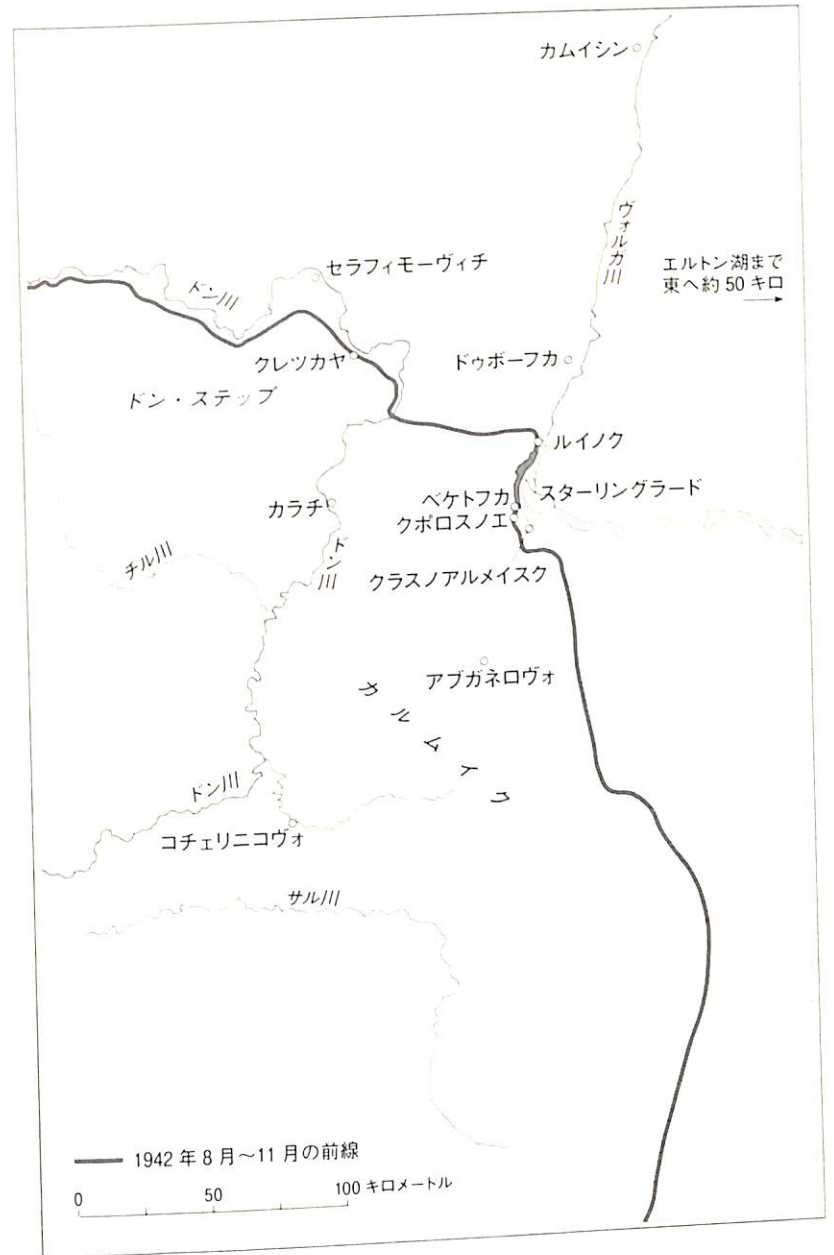 カムイシン
ヴォルガ川
エルトン湖まで
東へ約50キロ
セラフィモーヴィチ
ドン川
クレツカヤ
ドゥボーフカ
ドン・ステップ
ルイノク
スターリングラード
ベケトフカ
クポロスノエ
カラチ
ドン川
チル川
クラスノアルメイスク
アブガネロヴォ
カルムイク
ドン川
コチェリニコヴォ
サル川
1942年8月〜11月の前線
0 50 100キロメートル